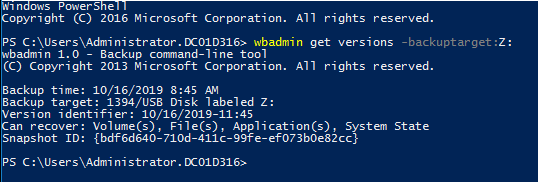 Windows PowerShell
Copyright (C) 2016 Microsoft Corporation. All rights reserved.
PS C:\Users\Administrator.DC01D316> wbadmin get versions -backuptarget:Z:
wbadmin 1.0 - Backup command-line tool
(C) Copyright 2013 Microsoft Corporation. All rights reserved.
Backup time: 10/16/2019 8:45 AM
Backup target: 1394/USB Disk labeled Z:
Version identifier: 10/16/2019-11:45
Can recover: Volume(s), File(s), Application(s), System State
Snapshot ID: {bdf6d640-710d-411c-99fe-ef073b0e82cc}
PS C:\Users\Administrator.DC01D316>